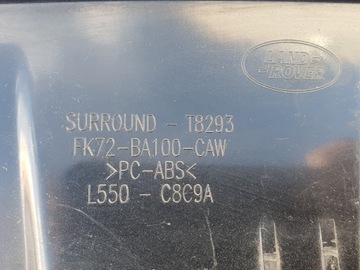 LAND
ROVER
SURROUND - T8293
FK72-BA100-CAW
>PC-ABS<
L550 - C8C9A